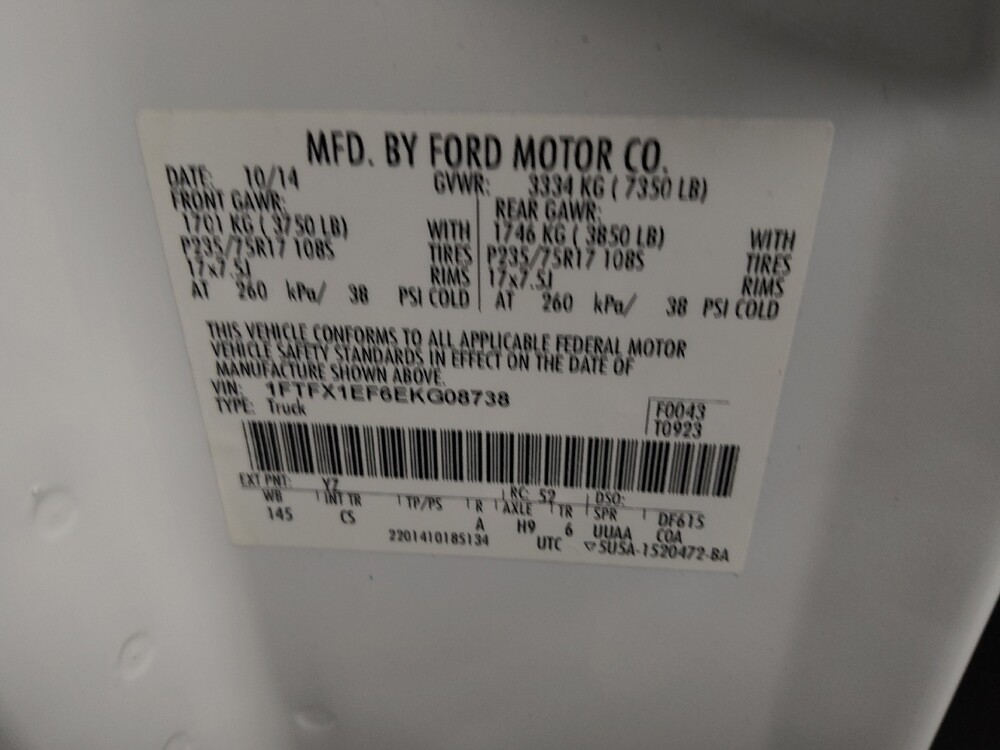 MFD. BY FORD MOTOR CO.
DATE: 10/14 GVWR: 3334 KG ( 7350 LB)
FRONT GAWR: REAR GAWR:
1701 KG ( 3750 LB) WITH 1746 KG ( 3850 LB) WITH
P235/75R17 108S TIRES P235/75R17 108S TIRES
17x7.5J RIMS 17x7.5J RIMS
AT 260 kPa/ 38 PSI COLD AT 260 kPa/ 38 PSI COLD
THIS VEHICLE CONFORMS TO ALL APPLICABLE FEDERAL MOTOR
VEHICLE SAFETY STANDARDS IN EFFECT ON THE DATE OF
MANUFACTURE SHOWN ABOVE.
VIN: 1FTFX1EF6EKG08738
TYPE: Truck
F0043
T0923
EXT PNT: YZ RC: 52 DSO:
WB INT TR TP/PS R AXLE TR SPR DF615
145 CS A H9 6 UUAA COA
2201410185134 UTC ▽5U5A-1520472-BA